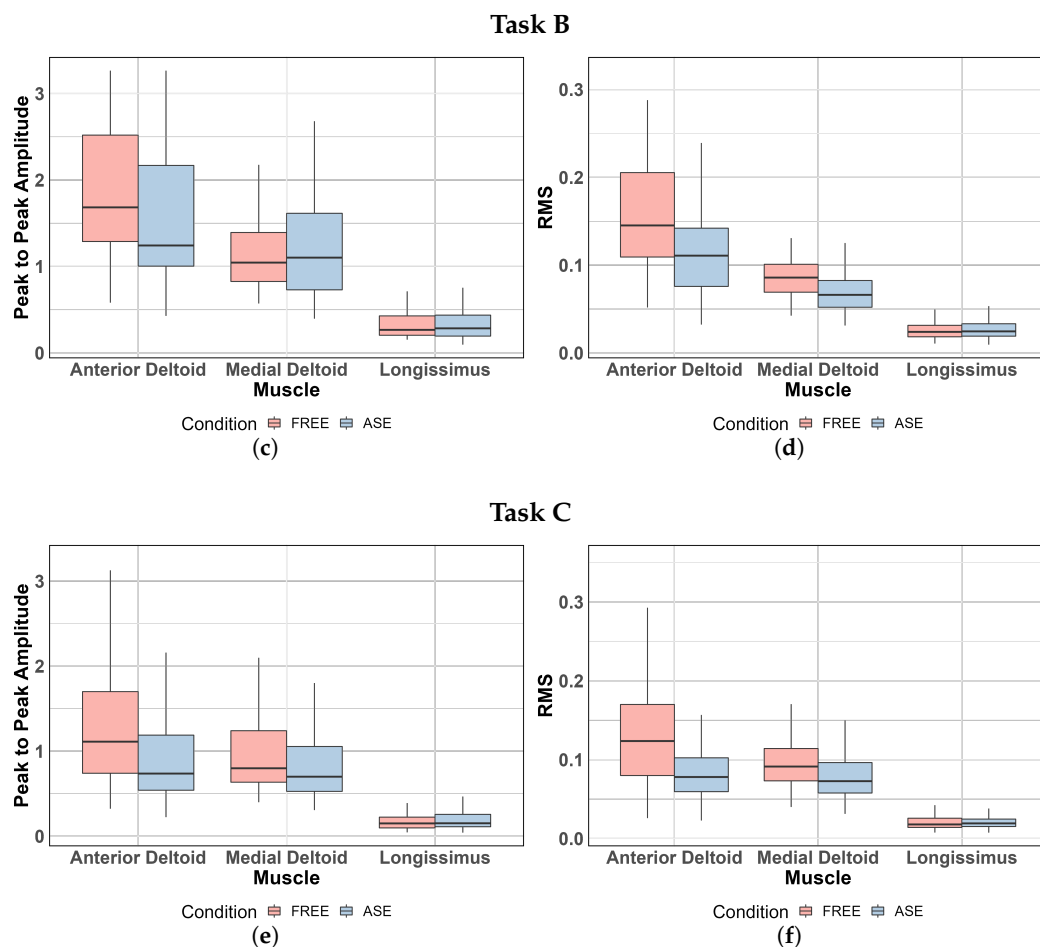 Task B
Peak to Peak Amplitude
3
2
1
0
Anterior Deltoid Medial Deltoid Longissimus
Muscle
Condition FREE ASE
(c)
RMS
0.3
0.2
0.1
0.0
Anterior Deltoid Medial Deltoid Longissimus
Muscle
Condition FREE ASE
(d)
Task C
Peak to Peak Amplitude
3
2
1
0
Anterior Deltoid Medial Deltoid Longissimus
Muscle
Condition FREE ASE
(e)
RMS
0.3
0.2
0.1
0.0
Anterior Deltoid Medial Deltoid Longissimus
Muscle
Condition FREE ASE
(f)